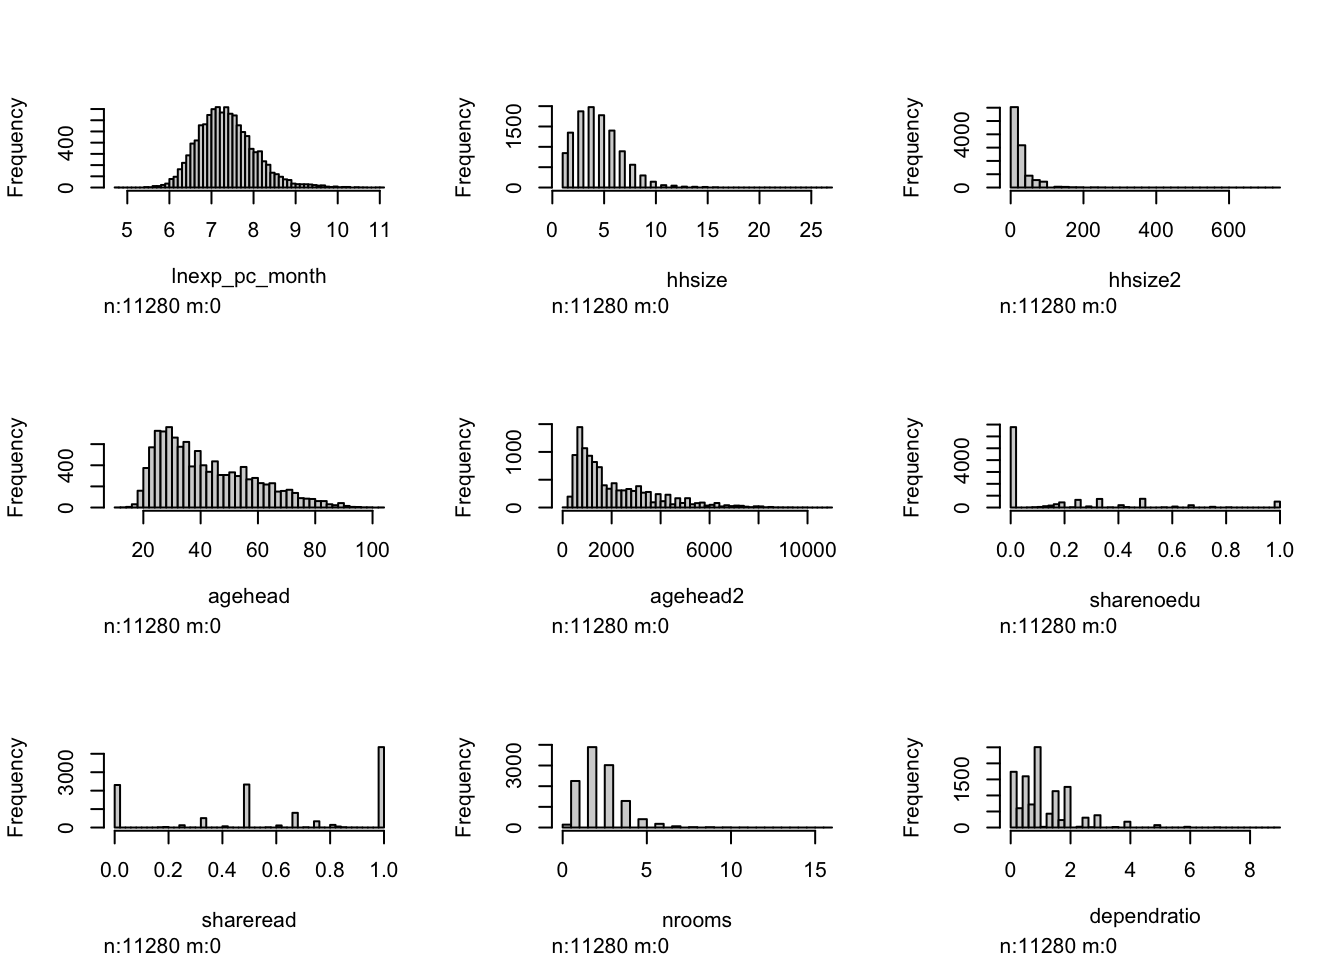 Frequency
0 400
5 6 7 8 9 10 11
lnexp_pc_month
n:11280 m:0
Frequency
0 1500
0 5 10 15 20 25
hhsize
n:11280 m:0
Frequency
0 4000
0 200 400 600
hhsize2
n:11280 m:0
Frequency
0 400
20 40 60 80 100
agehead
n:11280 m:0
Frequency
0 1000
0 2000 6000 10000
agehead2
n:11280 m:0
Frequency
0 4000
0.0 0.2 0.4 0.6 0.8 1.0
sharenoedu
n:11280 m:0
Frequency
0 3000
0.0 0.2 0.4 0.6 0.8 1.0
shareread
n:11280 m:0
Frequency
0 3000
0 5 10 15
nrooms
n:11280 m:0
Frequency
0 1500
0 2 4 6 8
dependratio
n:11280 m:0